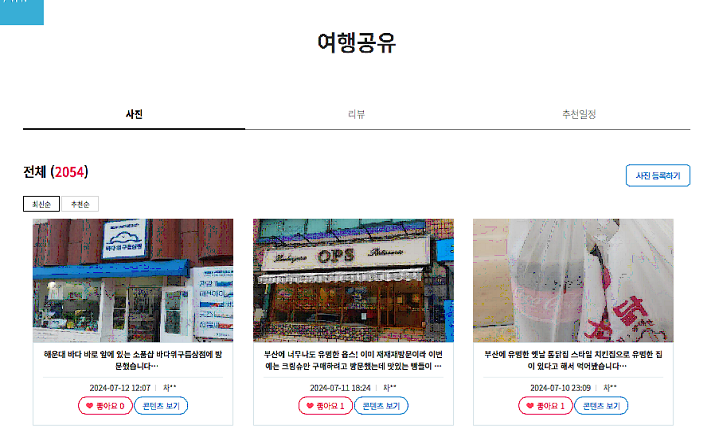 여행공유
사진
리뷰
추천일정
전체 (2054)
사진 등록하기
최신순
추천순
OPS
해운대 바다 바로 앞에 있는 소품샵 바다위구름상점에 방
문했습니다…
2024-07-12 12:07 | 차**
좋아요 0
콘텐츠 보기
부산에 너무나도 유명한 옵스! 이미 재재재방문이라 이번
에는 크림슈만 구매하려고 방문했는데 맛있는 빵들이 …
2024-07-11 18:24 | 차**
좋아요 1
콘텐츠 보기
부산에 유명한 옛날 통닭집 스타일 치킨집으로 유명한 집
이 있다고 해서 먹어봤습니다…
2024-07-10 23:09 | 차**
좋아요 1
콘텐츠 보기